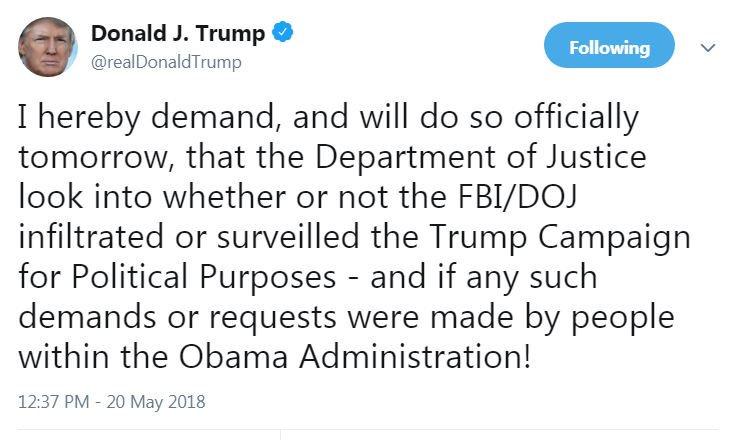 Donald J. Trump
@realDonaldTrump
Following
I hereby demand, and will do so officially
tomorrow, that the Department of Justice
look into whether or not the FBI/DOJ
infiltrated or surveilled the Trump Campaign
for Political Purposes - and if any such
demands or requests were made by people
within the Obama Administration!
12:37 PM - 20 May 2018